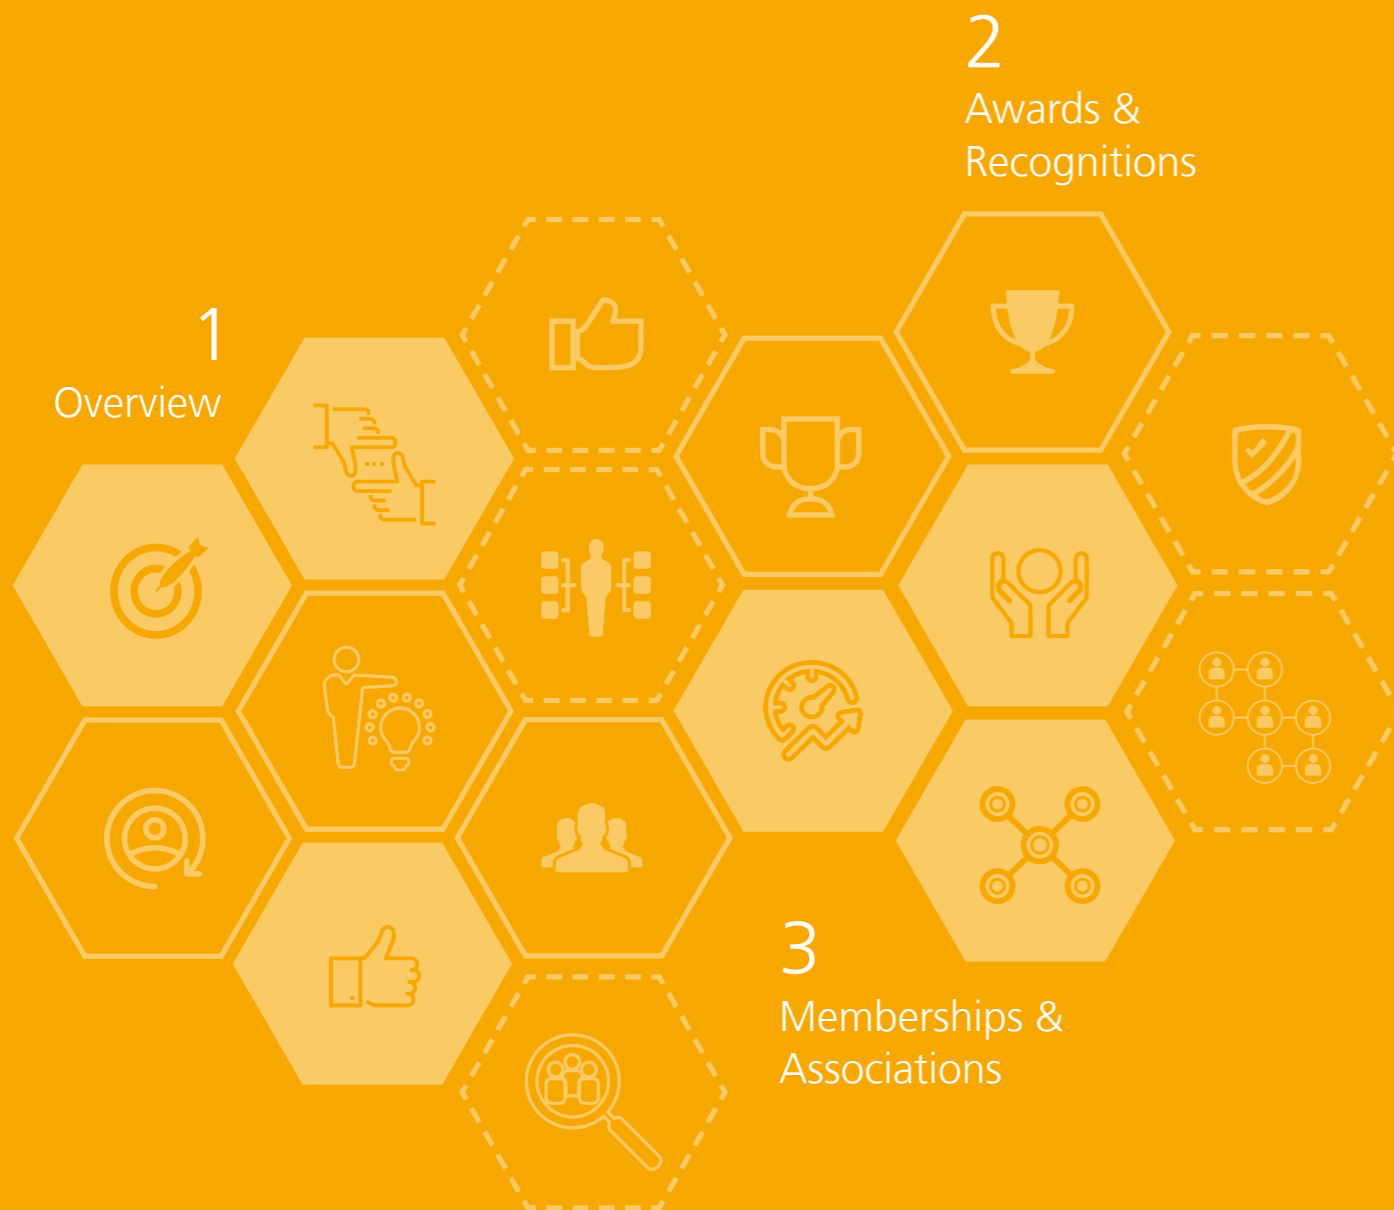 1
Overview
2
Awards &
Recognitions
3
Memberships &
Associations